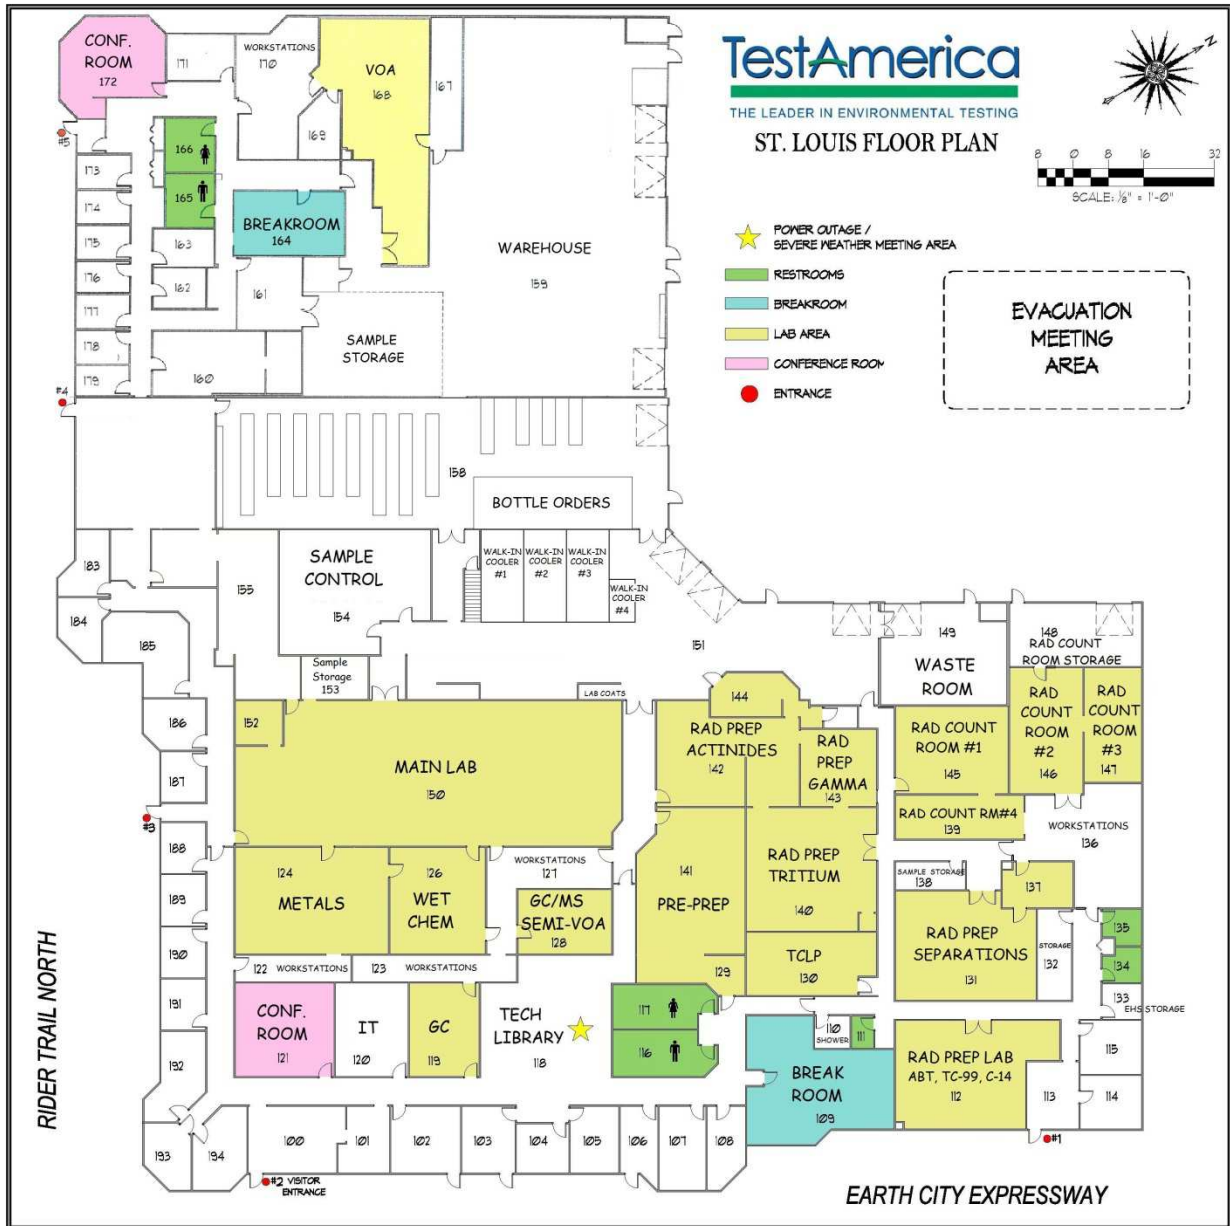 TestAmerica
THE LEADER IN ENVIRONMENTAL TESTING
ST. LOUIS FLOOR PLAN
N
8 0 8 16 32
SCALE: 1/8" = 1'-0"
POWER OUTAGE /
SEVERE WEATHER MEETING AREA
RESTROOMS
BREAKROOM
LAB AREA
CONFERENCE ROOM
ENTRANCE
EVACUATION
MEETING
AREA
CONF.
ROOM
172
171
WORKSTATIONS
170
VOA
168
167
169
#5
166
165
173
174
175
176
177
178
179
163
162
161
160
BREAKROOM
164
WAREHOUSE
159
SAMPLE
STORAGE
#4
158
BOTTLE ORDERS
183
184
185
155
SAMPLE
CONTROL
154
WALK-IN
COOLER
#1
WALK-IN
COOLER
#2
WALK-IN
COOLER
#3
WALK-IN
COOLER
#4
Sample
Storage
153
151
LAB COATS
149
WASTE
ROOM
148
RAD COUNT
ROOM STORAGE
186
187
#3
188
189
190
191
192
193
194
152
MAIN LAB
150
144
RAD PREP
ACTINIDES
142
RAD
PREP
GAMMA
143
RAD COUNT
ROOM #1
145
RAD
COUNT
ROOM
#2
146
RAD
COUNT
ROOM
#3
147
RAD COUNT RM#4
139
WORKSTATIONS
136
124
METALS
126
WET
CHEM
WORKSTATIONS
127
GC/MS
SEMI-VOA
128
141
PRE-PREP
RAD PREP
TRITIUM
140
SAMPLE STORAGE
138
137
RAD PREP
SEPARATIONS
131
STORAGE
132
135
134
133
EHS STORAGE
122 WORKSTATIONS
123 WORKSTATIONS
129
TCLP
130
CONF.
ROOM
121
IT
120
GC
119
TECH
LIBRARY
118
117
116
110
SHOWER
111
BREAK
ROOM
109
RAD PREP LAB
ABT, TC-99, C-14
112
113
115
114
#1
100
101
102
103
104
105
106
107
108
#2 VISITOR
ENTRANCE
RIDER TRAIL NORTH
EARTH CITY EXPRESSWAY